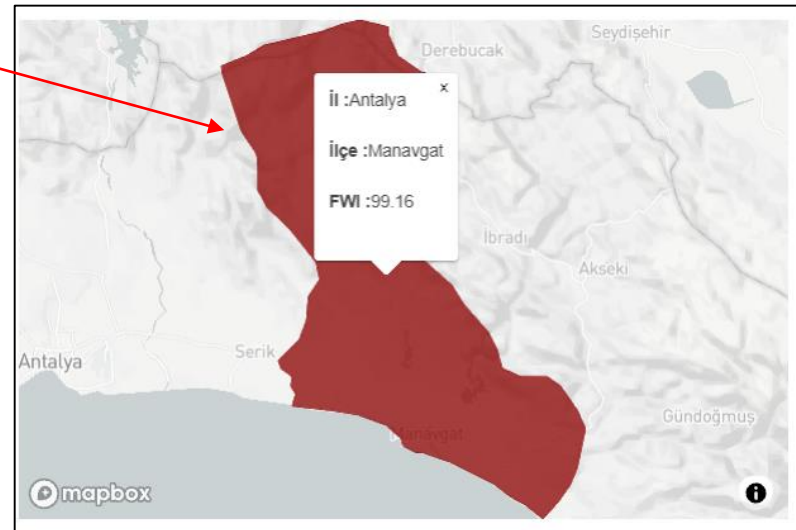 Seydişehir
Derebucak
x
İl :Antalya
İlçe :Manavgat
FWI :99.16
İbradı
Akseki
Serik
Antalya
Gündoğmuş
Manavgat
mapbox
i